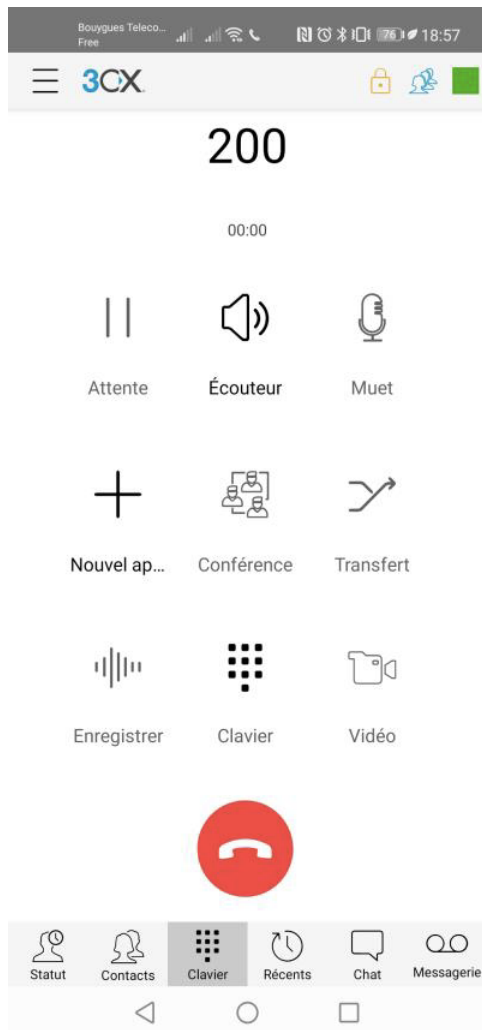 Bouygues Teleco...
Free
76 18:57
3CX
200
00:00
Attente Écouteur Muet
Nouvel ap... Conférence Transfert
Enregistrer Clavier Vidéo
Statut Contacts Clavier Récents Chat Messagerie